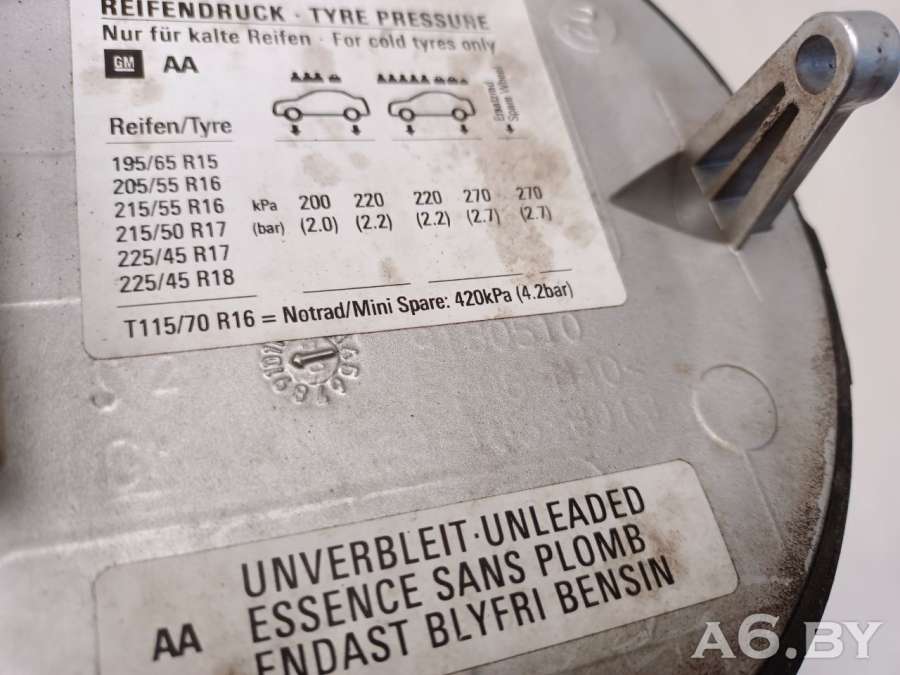 REIFENDRUCK · TYRE PRESSURE
Nur für kalte Reifen · For cold tyres only
GM AA
Ersatzrad
Spare Wheel
Reifen/Tyre
195/65 R15
205/55 R16
215/55 R16 kPa 200 220 220 270 270
215/50 R17 (bar) (2.0) (2.2) (2.2) (2.7) (2.7)
225/45 R17
225/45 R18
T115/70 R16 = Notrad/Mini Spare: 420kPa (4.2bar)
UNVERBLEIT·UNLEADED
ESSENCE SANS PLOMB
AA ENDAST BLYFRI BENSIN
A6.BY